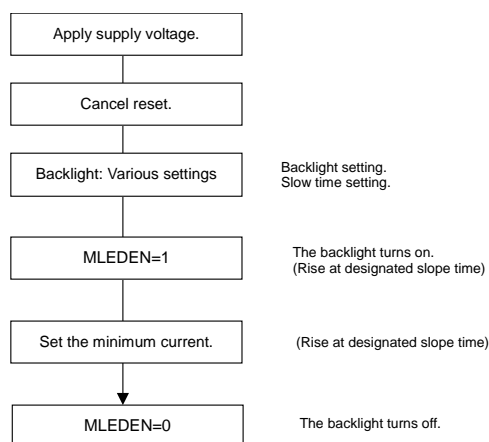 Apply supply voltage.
Cancel reset.
Backlight: Various settings
Backlight setting.
Slow time setting.
MLEDEN=1
The backlight turns on.
(Rise at designated slope time)
Set the minimum current.
(Rise at designated slope time)
MLEDEN=0
The backlight turns off.